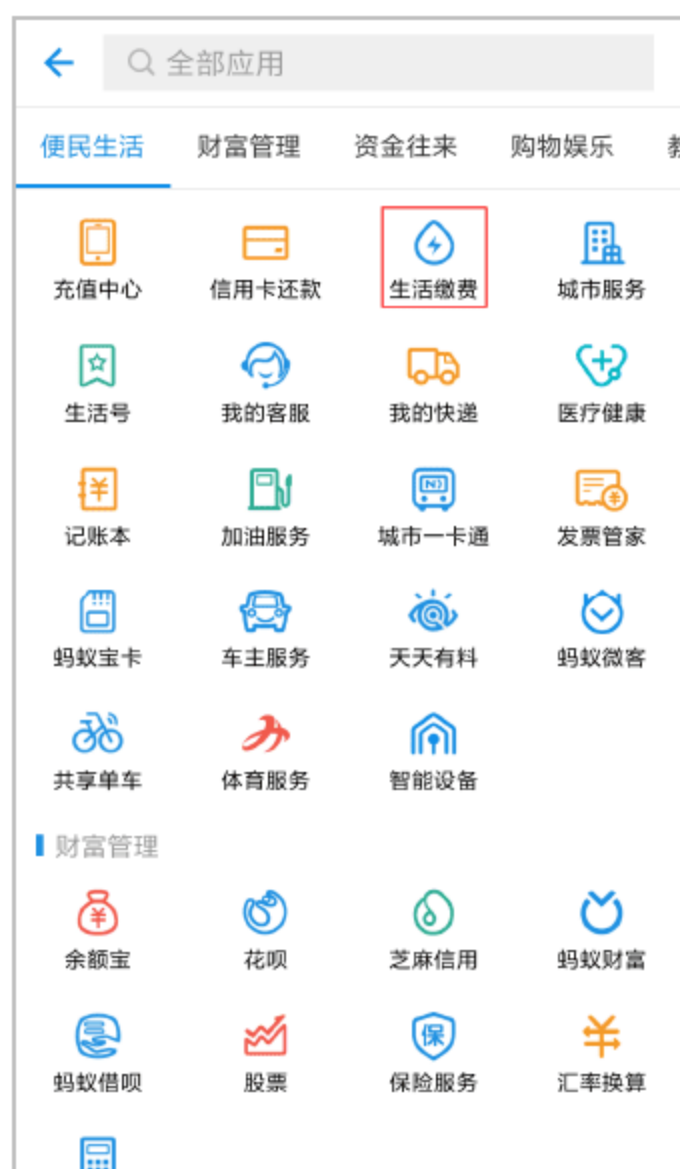 全部应用
便民生活 财富管理 资金往来 购物娱乐
充值中心 信用卡还款 生活缴费 城市服务
生活号 我的客服 我的快递 医疗健康
记账本 加油服务 城市一卡通 发票管家
蚂蚁宝卡 车主服务 天天有料 蚂蚁微客
共享单车 体育服务 智能设备
财富管理
余额宝 花呗 芝麻信用 蚂蚁财富
保
蚂蚁借呗 股票 保险服务 汇率换算